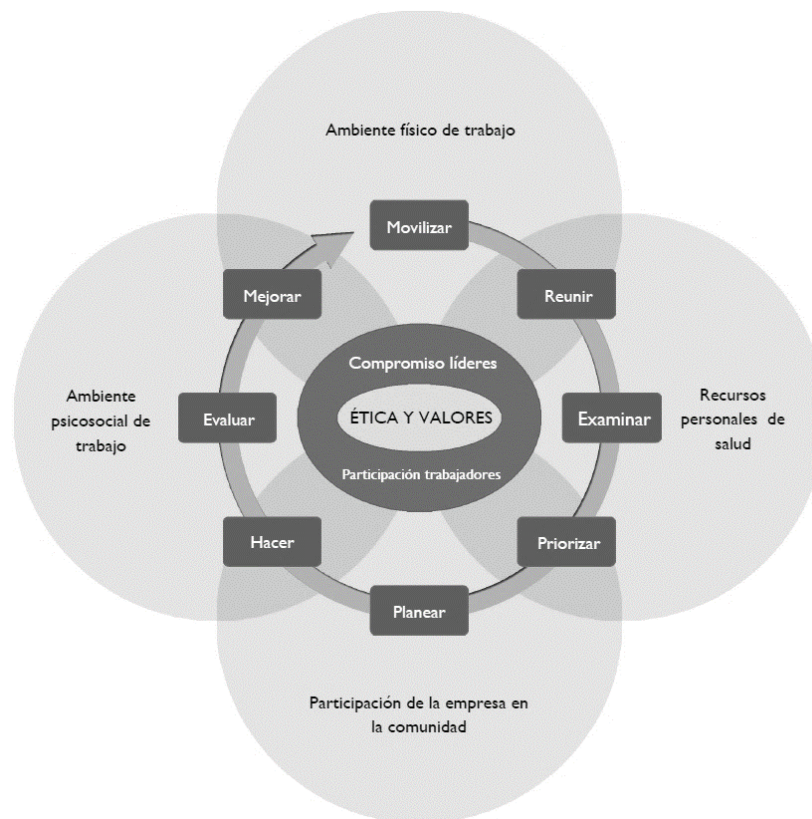 Ambiente físico de trabajo
Movilizar
Mejorar
Reunir
Compromiso líderes
Ambiente
psicosocial de
trabajo
Evaluar
ÉTICA Y VALORES
Examinar
Recursos
personales de
salud
Participación trabajadores
Hacer
Priorizar
Planear
Participación de la empresa en
la comunidad